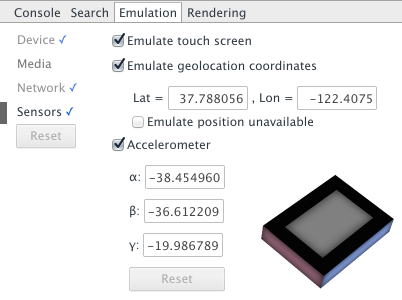 Console Search Emulation Rendering
Device ✓
Media
Network ✓
Sensors ✓
Reset
Emulate touch screen
Emulate geolocation coordinates
Lat = 37.788056 , Lon = -122.4075
Emulate position unavailable
Accelerometer
α: -38.454960
β: -36.612209
γ: -19.986789
Reset